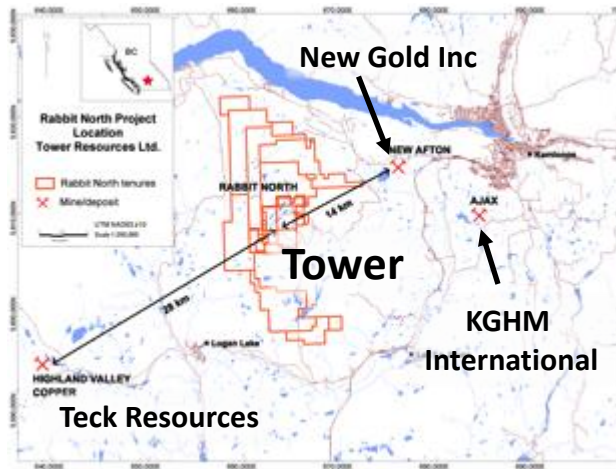 New Gold Inc
BC
Rabbit North Project
Location
Tower Resources Ltd.
Rabbit North tenures
Mine/deposit
NEW AFTON
Kamloops
RABBIT NORTH
AJAX
14 km
Tower
28 km
KGHM
International
Logan Lake
HIGHLAND VALLEY
COPPER
Teck Resources